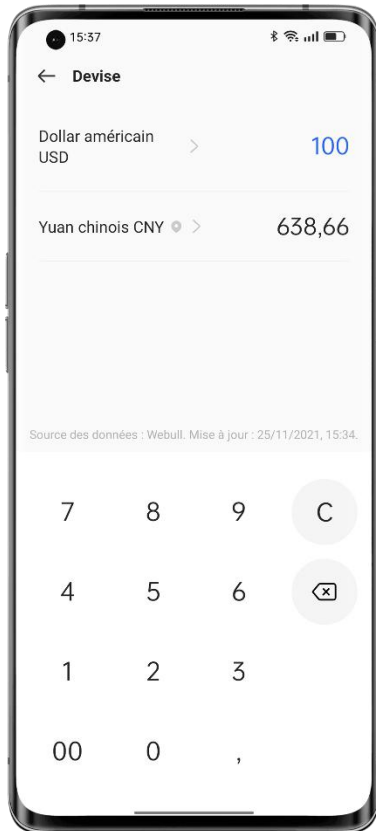 15:37
← Devise
Dollar américain
USD
100
Yuan chinois CNY
638,66
Source des données : Webull. Mise à jour : 25/11/2021, 15:34.
7 8 9 C
4 5 6
1 2 3
00 0 ,